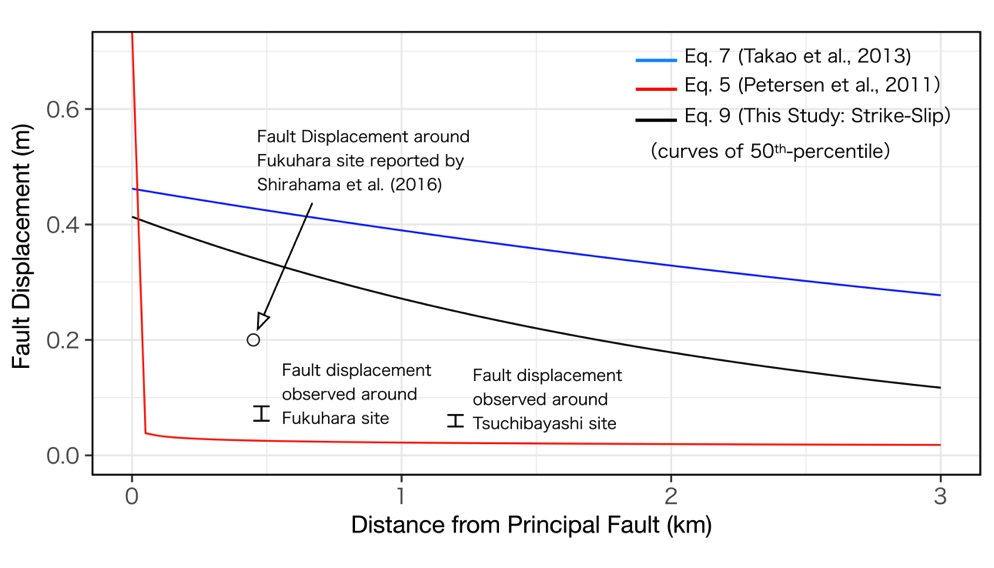 Eq. 7 (Takao et al., 2013)
Eq. 5 (Petersen et al., 2011)
Eq. 9 (This Study: Strike-Slip)
(curves of 50th-percentile)
Fault Displacement around
Fukuhara site reported by
Shirahama et al. (2016)
Fault displacement
observed around
Fukuhara site
Fault displacement
observed around
Tsuchibayashi site
Fault Displacement (m)
0.6
0.4
0.2
0.0
0
1
2
3
Distance from Principal Fault (km)